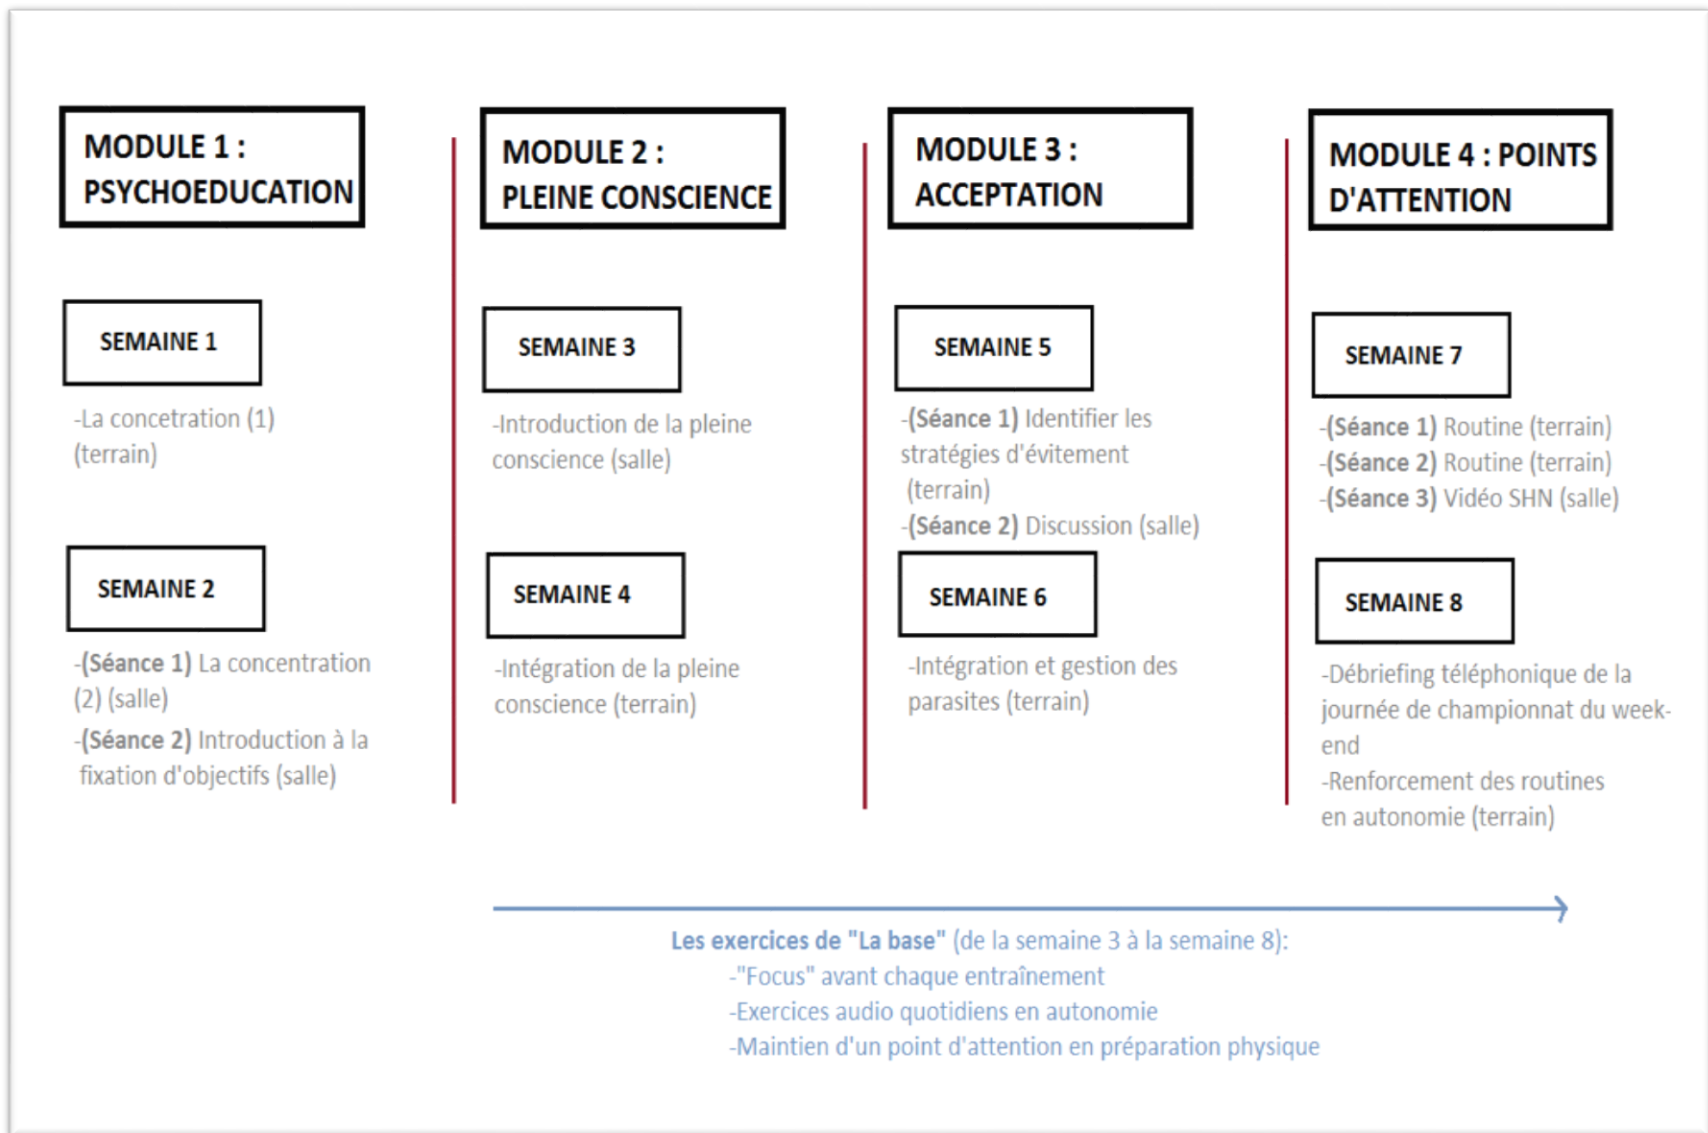 MODULE 1 :
PSYCHOEDUCATION
SEMAINE 1
-La concetration (1)
(terrain)
SEMAINE 2
-(Séance 1) La concentration
(2) (salle)
-(Séance 2) Introduction à la
fixation d'objectifs (salle)
MODULE 2 :
PLEINE CONSCIENCE
SEMAINE 3
-Introduction de la pleine
conscience (salle)
SEMAINE 4
-Intégration de la pleine
conscience (terrain)
MODULE 3 :
ACCEPTATION
SEMAINE 5
-(Séance 1) Identifier les
stratégies d'évitement
(terrain)
-(Séance 2) Discussion (salle)
SEMAINE 6
-Intégration et gestion des
parasites (terrain)
MODULE 4 : POINTS
D'ATTENTION
SEMAINE 7
-(Séance 1) Routine (terrain)
-(Séance 2) Routine (terrain)
-(Séance 3) Vidéo SHN (salle)
SEMAINE 8
-Débriefing téléphonique de la
journée de championnat du week-
end
-Renforcement des routines
en autonomie (terrain)
Les exercices de "La base" (de la semaine 3 à la semaine 8):
-"Focus" avant chaque entraînement
-Exercices audio quotidiens en autonomie
-Maintien d'un point d'attention en préparation physique